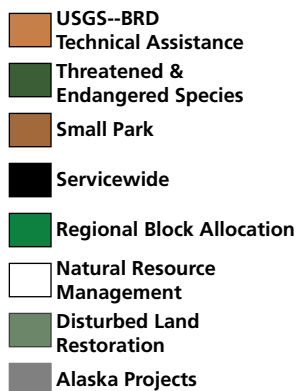 USGS--BRD
Technical Assistance
Threatened &
Endangered Species
Small Park
Servicewide
Regional Block Allocation
Natural Resource
Management
Disturbed Land
Restoration
Alaska Projects